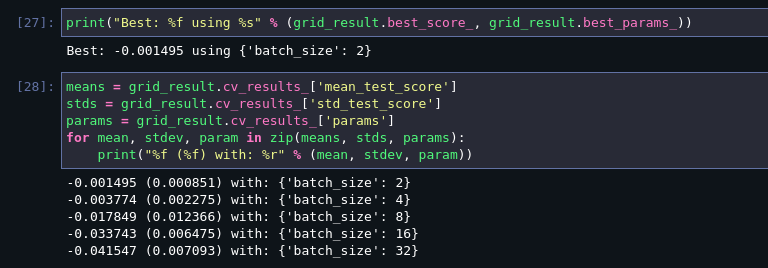 [27]: print("Best: %f using %s" % (grid_result.best_score_, grid_result.best_params_))
Best: -0.001495 using {'batch_size': 2}
[28]: means = grid_result.cv_results_['mean_test_score']
stds = grid_result.cv_results_['std_test_score']
params = grid_result.cv_results_['params']
for mean, stdev, param in zip(means, stds, params):
    print("%f (%f) with: %r" % (mean, stdev, param))
-0.001495 (0.000851) with: {'batch_size': 2}
-0.003774 (0.002275) with: {'batch_size': 4}
-0.017849 (0.012366) with: {'batch_size': 8}
-0.033743 (0.006475) with: {'batch_size': 16}
-0.041547 (0.007093) with: {'batch_size': 32}